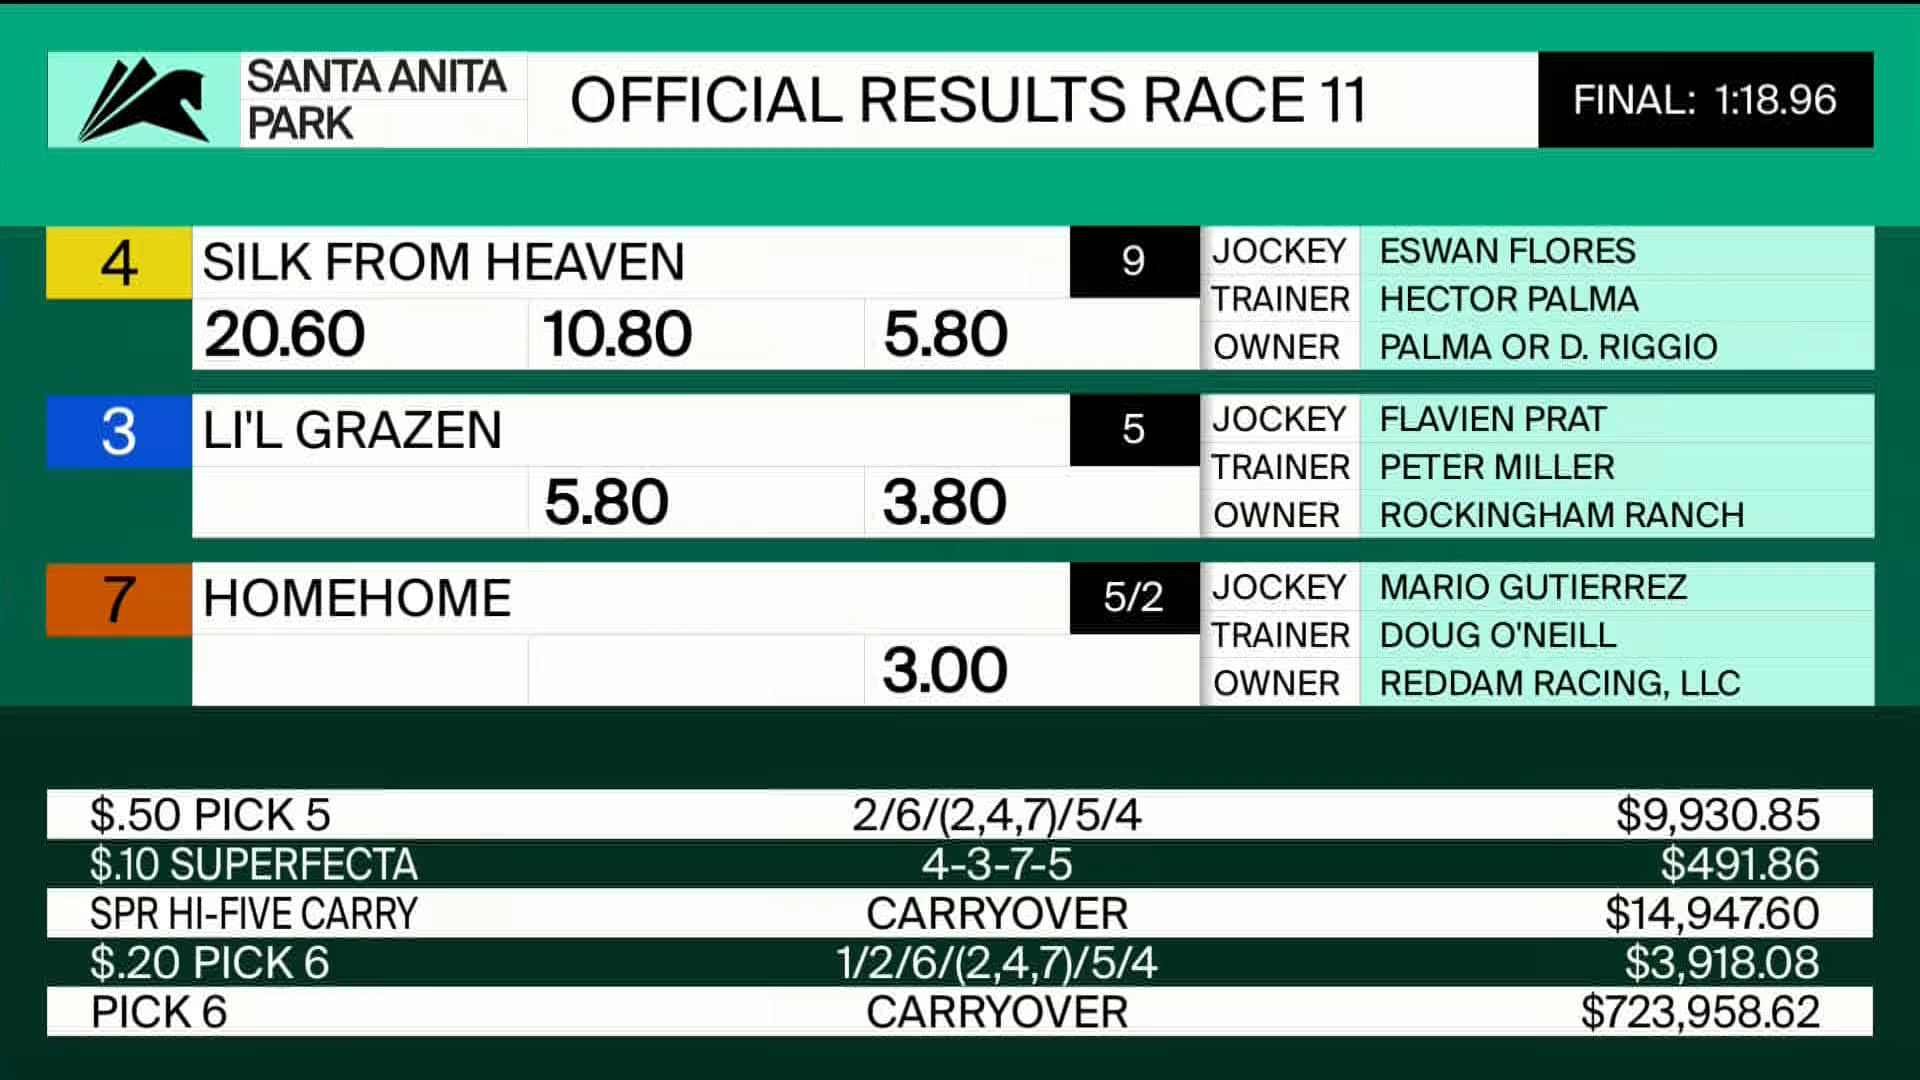 SANTA ANITA
PARK
OFFICIAL RESULTS RACE 11
FINAL: 1:18.96
4 SILK FROM HEAVEN 9
20.60 10.80 5.80
JOCKEY ESWAN FLORES
TRAINER HECTOR PALMA
OWNER PALMA OR D. RIGGIO
3 LI'L GRAZEN 5
5.80 3.80
JOCKEY FLAVIEN PRAT
TRAINER PETER MILLER
OWNER ROCKINGHAM RANCH
7 HOMEHOME 5/2
3.00
JOCKEY MARIO GUTIERREZ
TRAINER DOUG O'NEILL
OWNER REDDAM RACING, LLC
$.50 PICK 5 2/6/(2,4,7)/5/4 $9,930.85
$.10 SUPERFECTA 4-3-7-5 $491.86
SPR HI-FIVE CARRY CARRYOVER $14,947.60
$.20 PICK 6 1/2/6/(2,4,7)/5/4 $3,918.08
PICK 6 CARRYOVER $723,958.62